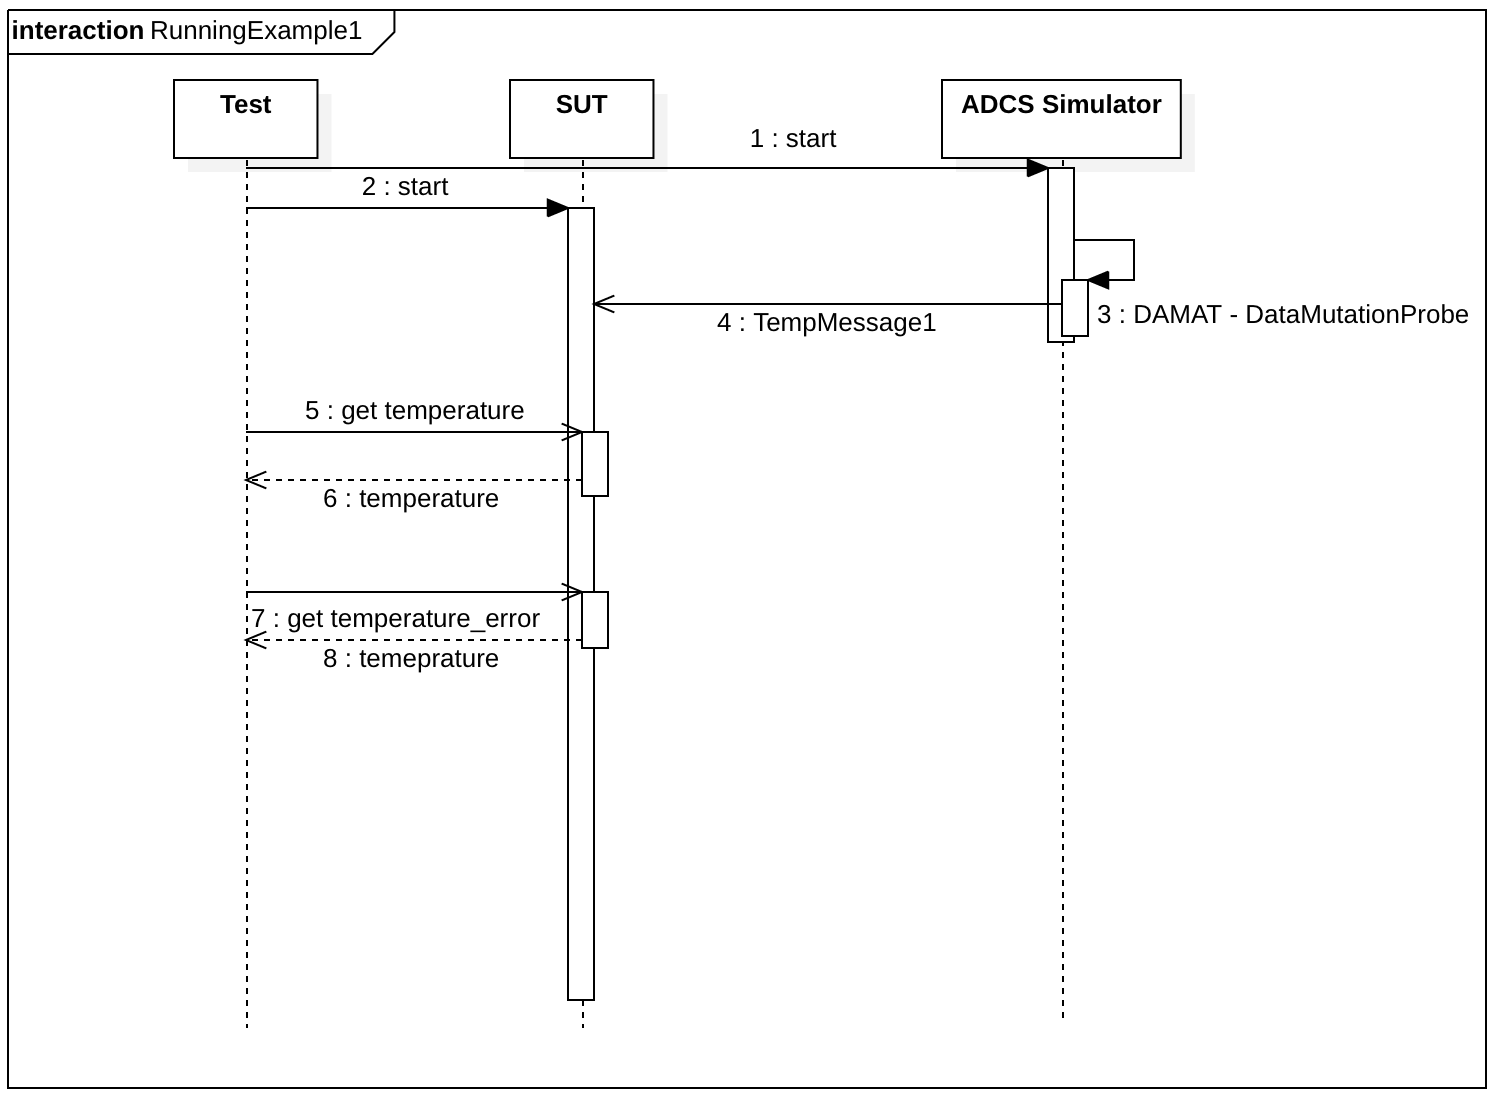 interaction RunningExample1
Test
SUT
ADCS Simulator
1 : start
2 : start
3 : DAMAT - DataMutationProbe
4 : TempMessage1
5 : get temperature
6 : temperature
7 : get temperature_error
8 : temeprature